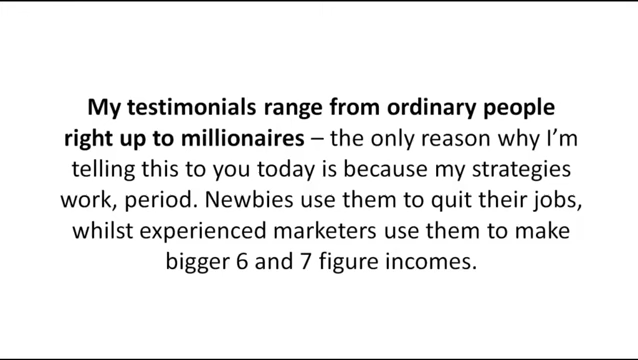 My testimonials range from ordinary people
right up to millionaires – the only reason why I'm
telling this to you today is because my strategies
work, period. Newbies use them to quit their jobs,
whilst experienced marketers use them to make
bigger 6 and 7 figure incomes.